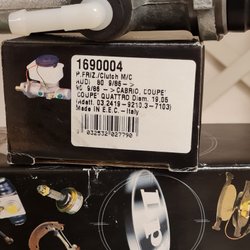 1690004
P.FRIZ./Clutch M/C
AUDI 80 9/86 ->
90 9/86 -> CABRIO, COUPE'
COUPE' QUATTRO Diam. 19.05
(Adatt. 03.2419-9210.3-7103)
Made in E.E.C. - Italy
8032532027790